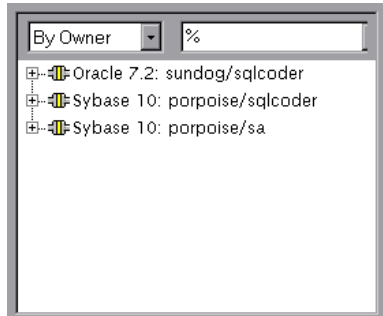 By Owner %
Oracle 7.2: sundog/sqlcoder
Sybase 10: porpoise/sqlcoder
Sybase 10: porpoise/sa